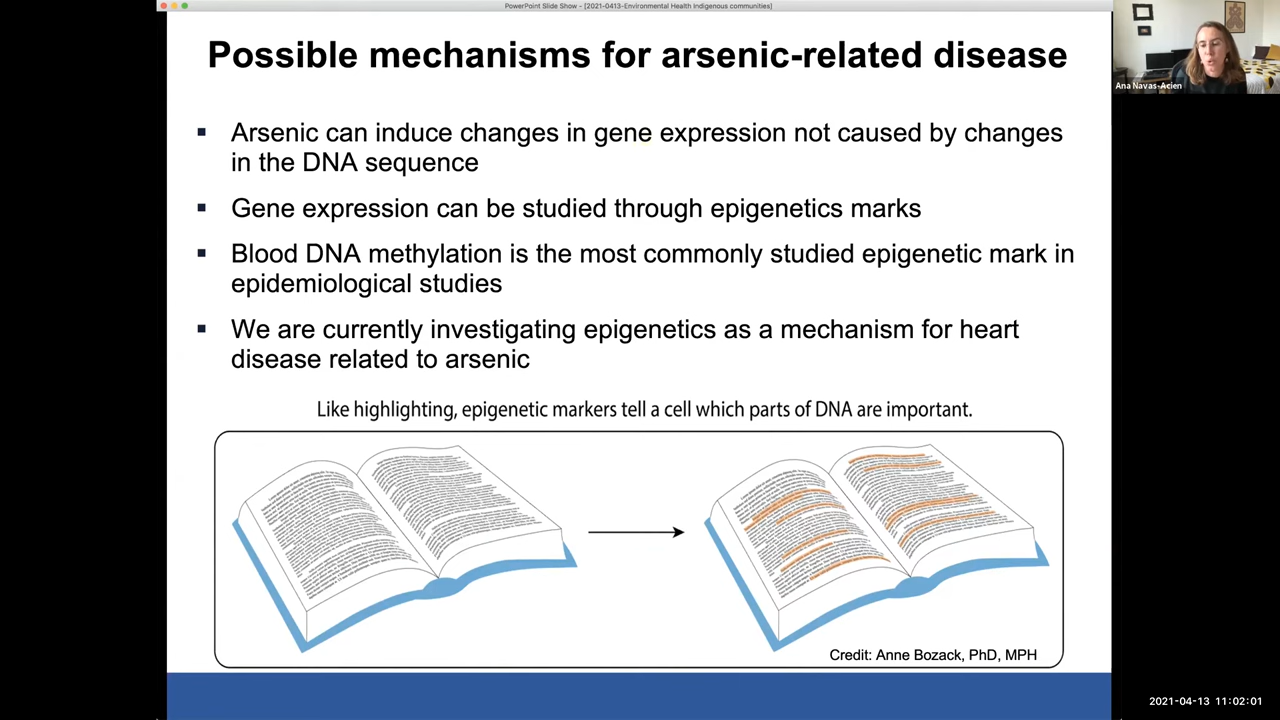 PowerPoint Slide Show - [2021-0413-Environmental Health Indigenous communities]
Possible mechanisms for arsenic-related disease
Ana Navas-Acien
▪ Arsenic can induce changes in gene expression not caused by changes
in the DNA sequence
▪ Gene expression can be studied through epigenetics marks
▪ Blood DNA methylation is the most commonly studied epigenetic mark in
epidemiological studies
▪ We are currently investigating epigenetics as a mechanism for heart
disease related to arsenic
Like highlighting, epigenetic markers tell a cell which parts of DNA are important.
Credit: Anne Bozack, PhD, MPH
2021-04-13 11:02:01